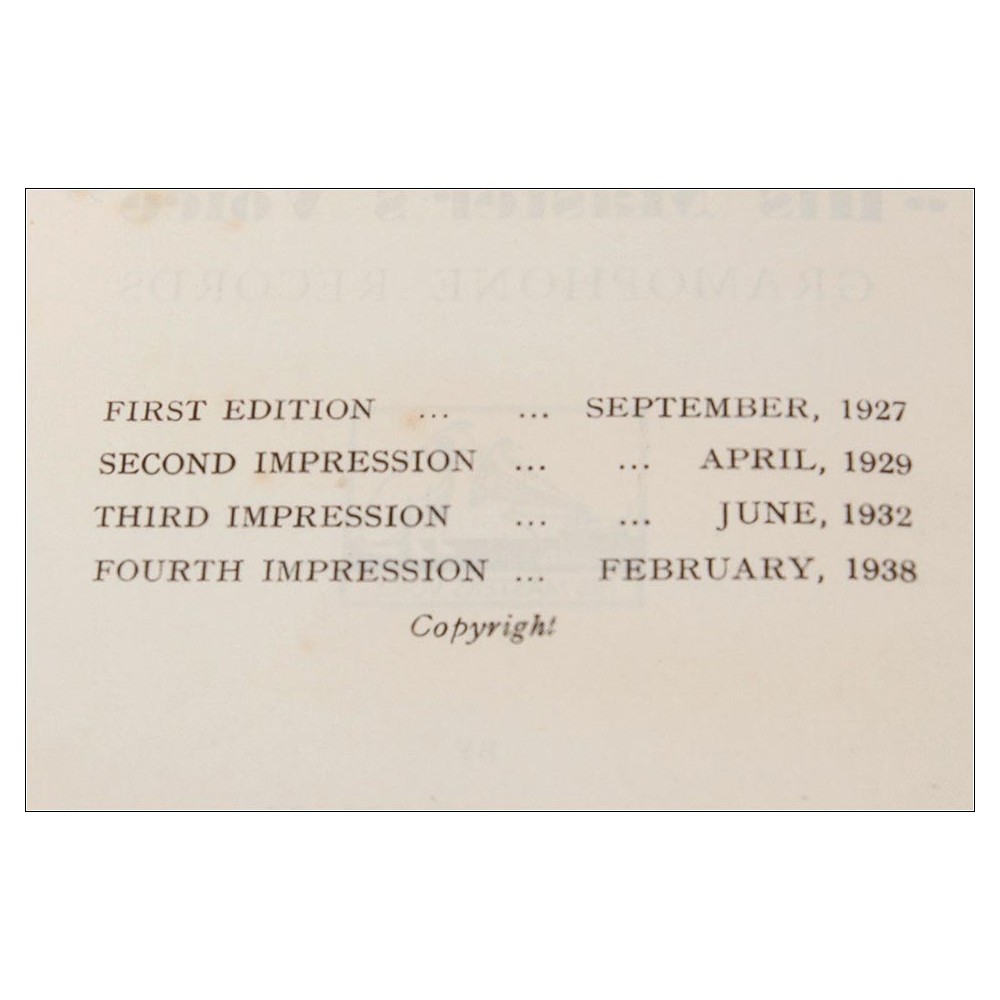 FIRST EDITION ... ... SEPTEMBER, 1927
SECOND IMPRESSION ... ... APRIL, 1929
THIRD IMPRESSION ... ... JUNE, 1932
FOURTH IMPRESSION ... FEBRUARY, 1938
Copyright